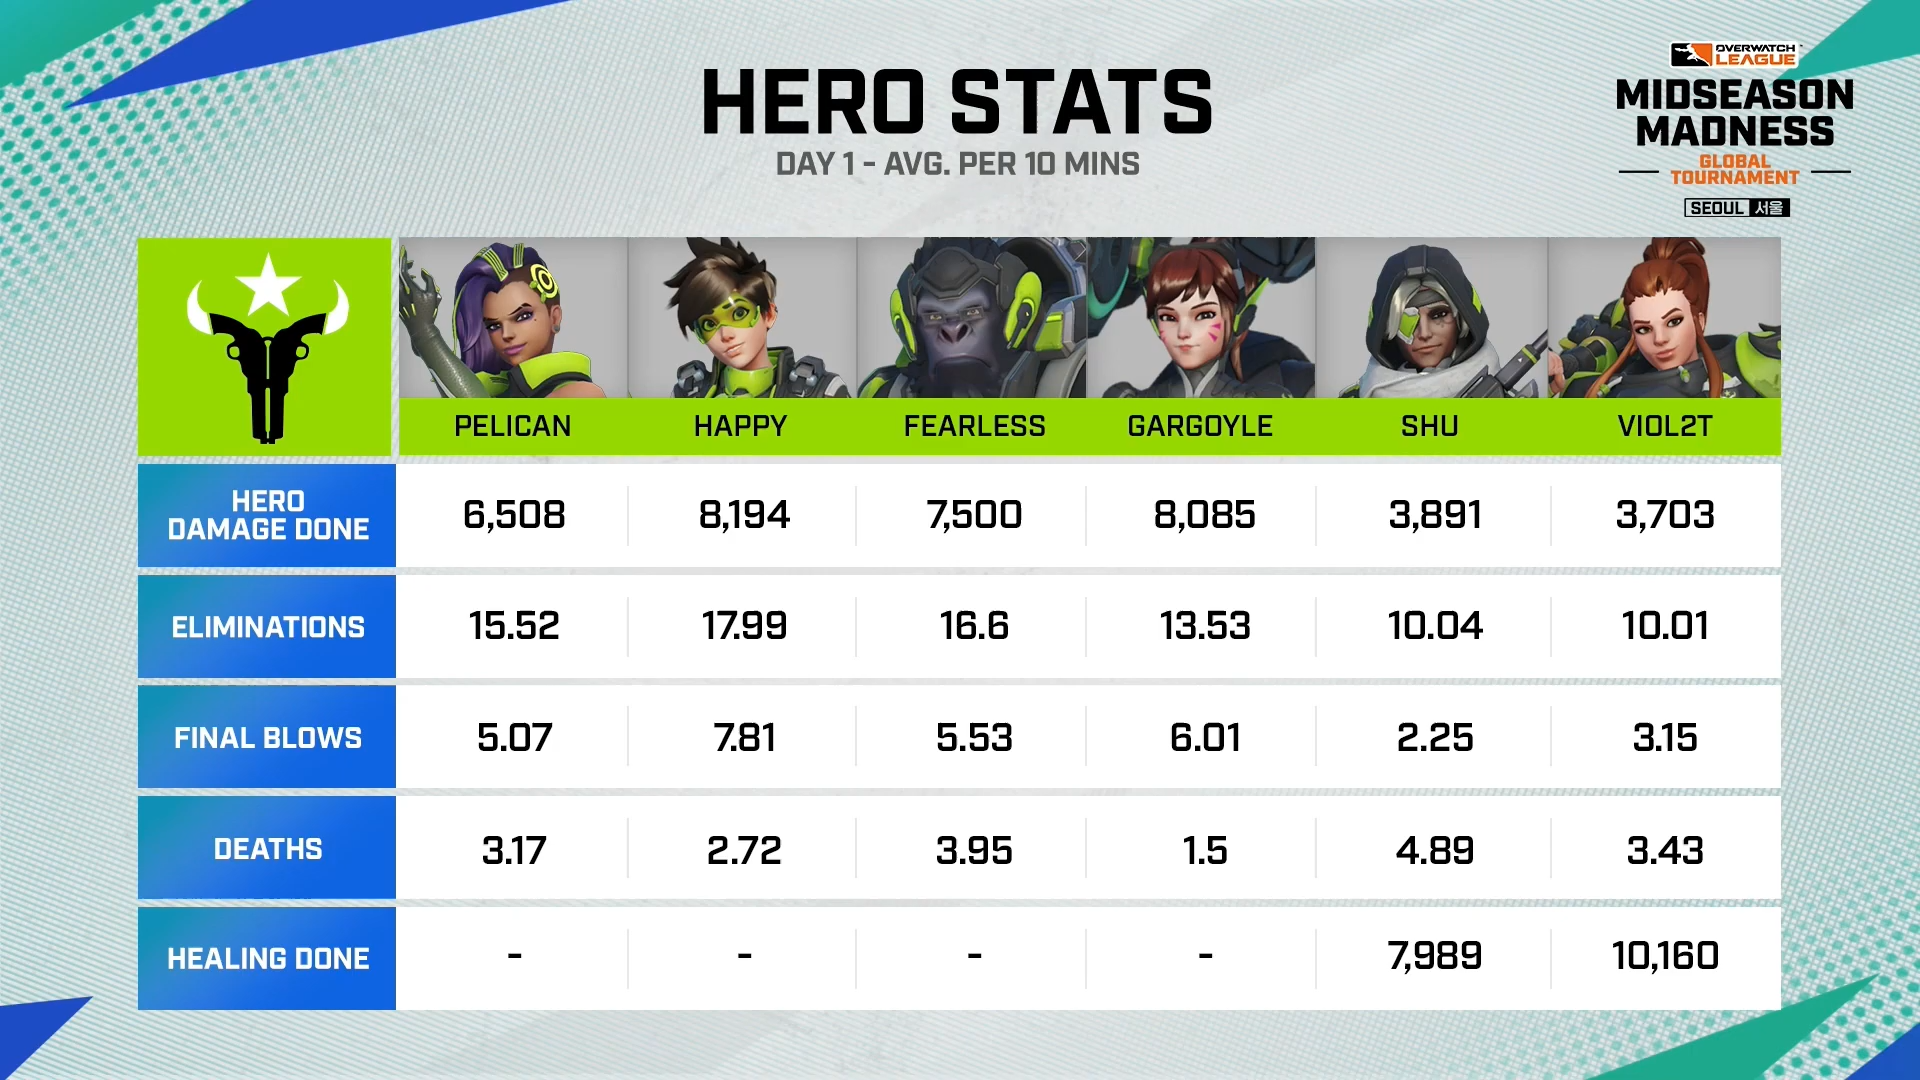 HERO STATS
DAY 1 - AVG. PER 10 MINS
OVERWATCH
LEAGUE
MIDSEASON
MADNESS
GLOBAL
TOURNAMENT
SEOUL 서울
PELICAN HAPPY FEARLESS GARGOYLE SHU VIOL2T
HERO
DAMAGE DONE
6,508 8,194 7,500 8,085 3,891 3,703
ELIMINATIONS 15.52 17.99 16.6 13.53 10.04 10.01
FINAL BLOWS 5.07 7.81 5.53 6.01 2.25 3.15
DEATHS 3.17 2.72 3.95 1.5 4.89 3.43
HEALING DONE - - - - 7,989 10,160